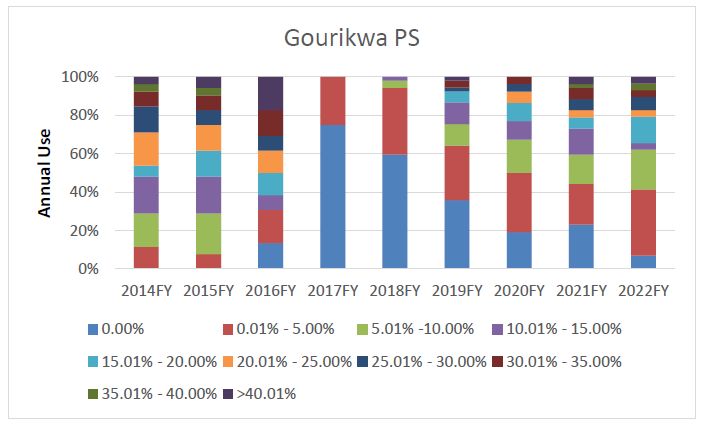 Gourikwa PS
Annual Use
100%
80%
60%
40%
20%
0%
2014FY 2015FY 2016FY 2017FY 2018FY 2019FY 2020FY 2021FY 2022FY
0.00% 0.01% - 5.00% 5.01% -10.00% 10.01% - 15.00%
15.01% - 20.00% 20.01% - 25.00% 25.01% - 30.00% 30.01% - 35.00%
35.01% - 40.00% >40.01%